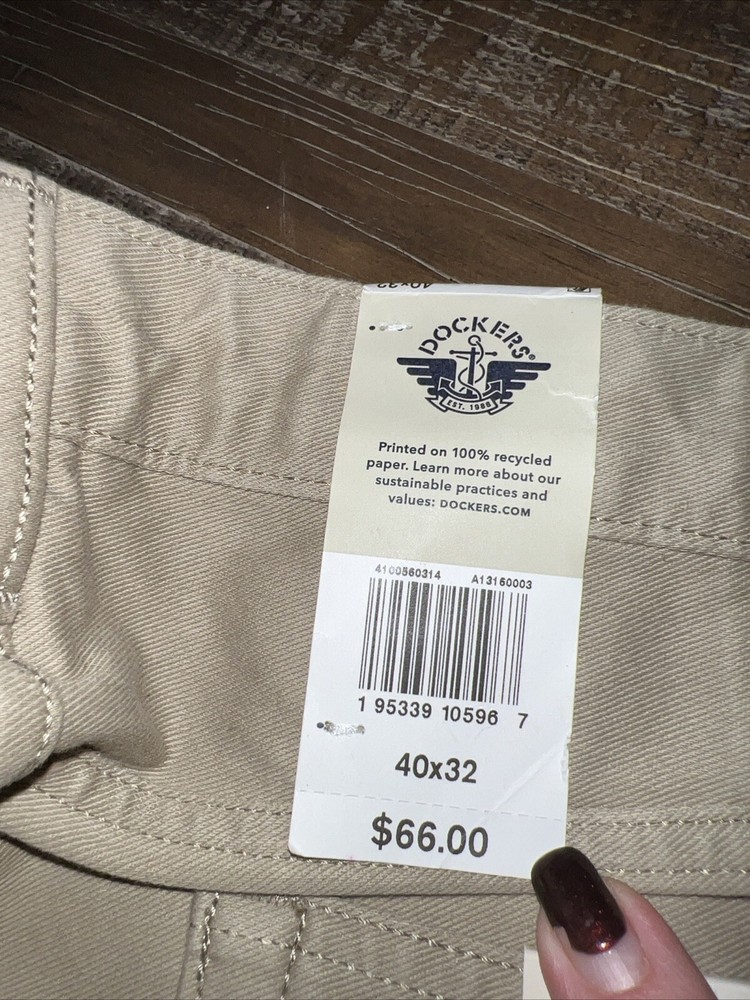 40x32
DOCKERS®
EST. 1986
Printed on 100% recycled
paper. Learn more about our
sustainable practices and
values: DOCKERS.COM
4100560314 A13160003
1 95339 10596 7
40x32
$66.00